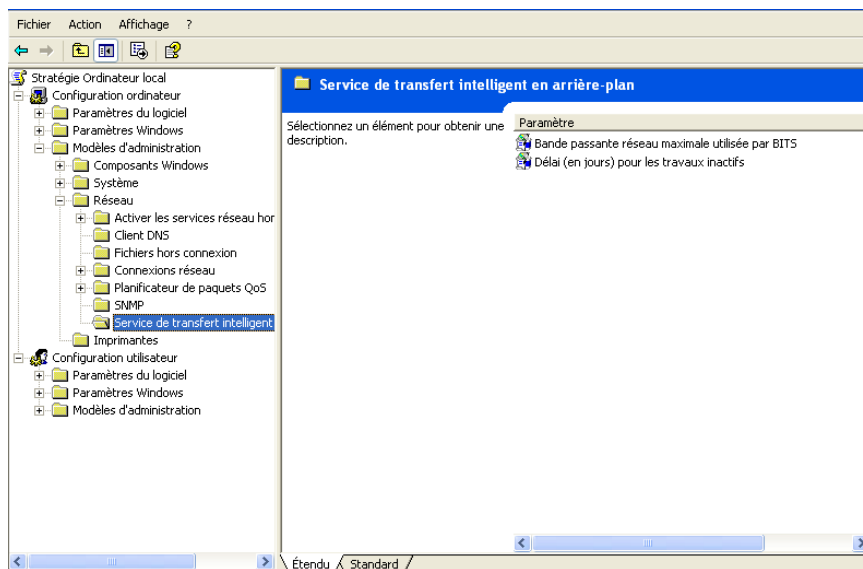 Fichier Action Affichage ?
Stratégie Ordinateur local
Configuration ordinateur
Paramètres du logiciel
Paramètres Windows
Modèles d'administration
Composants Windows
Système
Réseau
Activer les services réseau hor
Client DNS
Fichiers hors connexion
Connexions réseau
Planificateur de paquets QoS
SNMP
Service de transfert intelligent
Imprimantes
Configuration utilisateur
Paramètres du logiciel
Paramètres Windows
Modèles d'administration
Service de transfert intelligent en arrière-plan
Sélectionnez un élément pour obtenir une
description.
Paramètre
Bande passante réseau maximale utilisée par BITS
Délai (en jours) pour les travaux inactifs
Étendu Standard